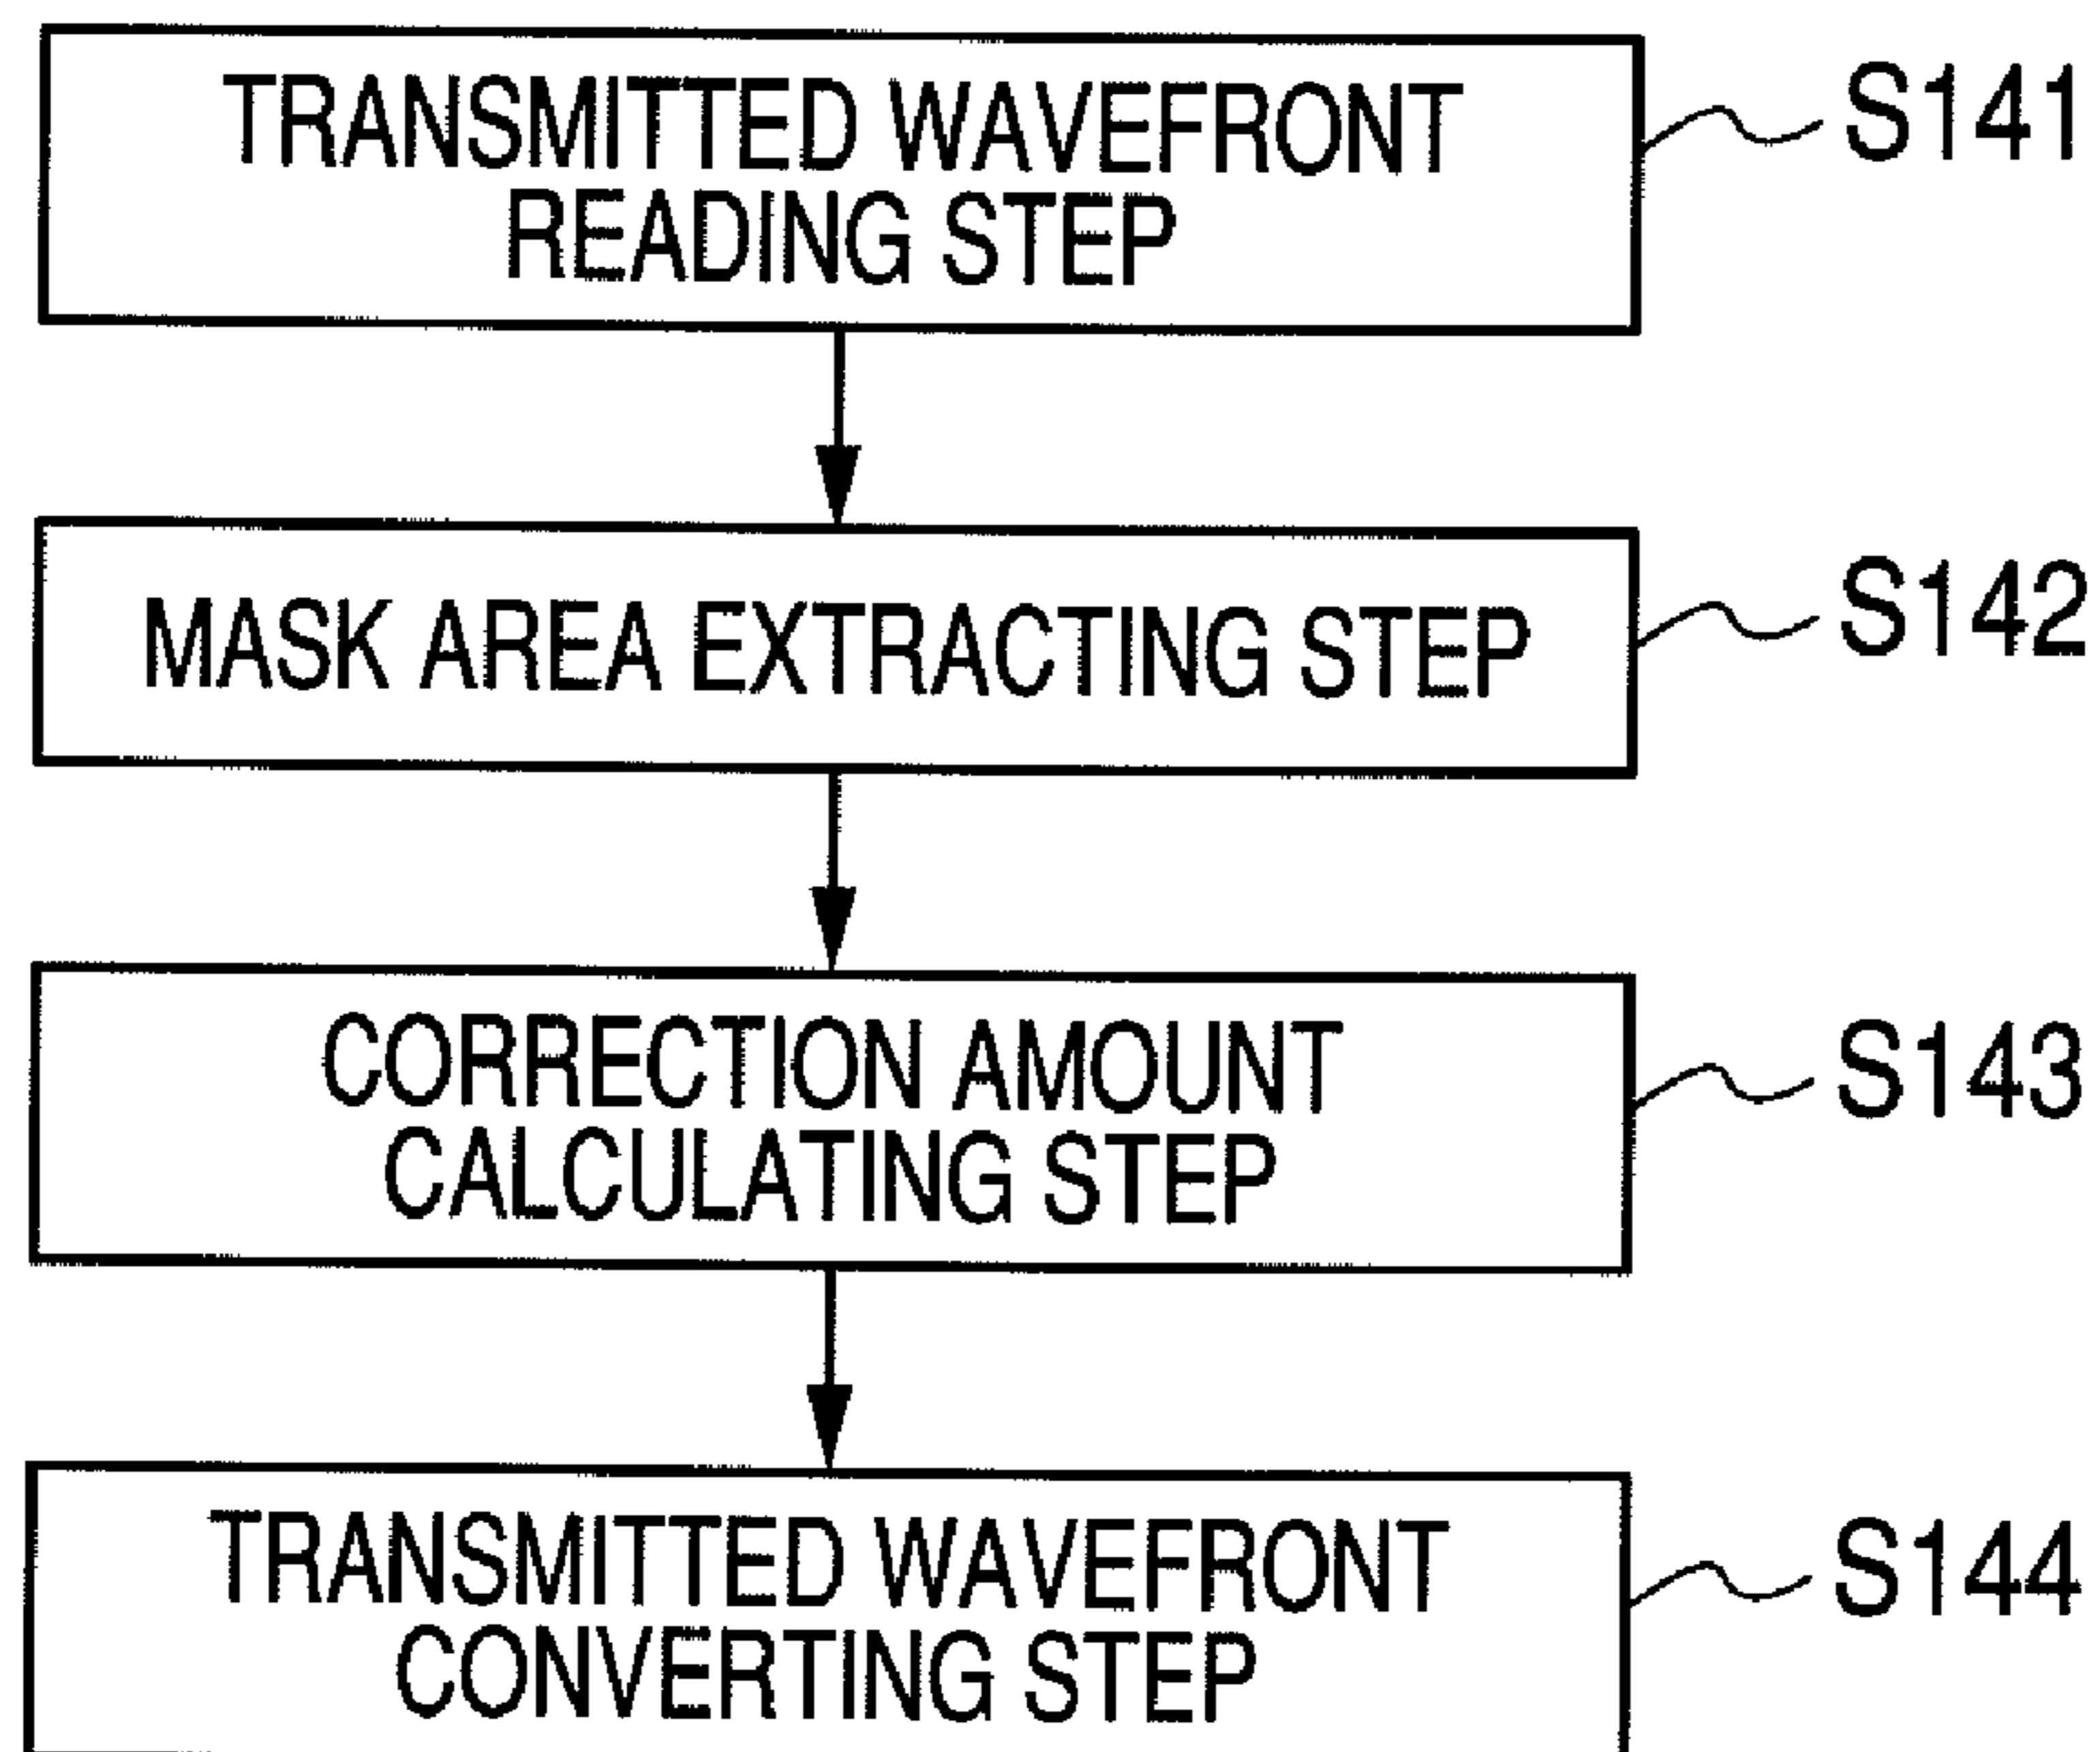 TRANSMITTED WAVEFRONT
READING STEP
S141
MASK AREA EXTRACTING STEP
S142
CORRECTION AMOUNT
CALCULATING STEP
S143
TRANSMITTED WAVEFRONT
CONVERTING STEP
S144